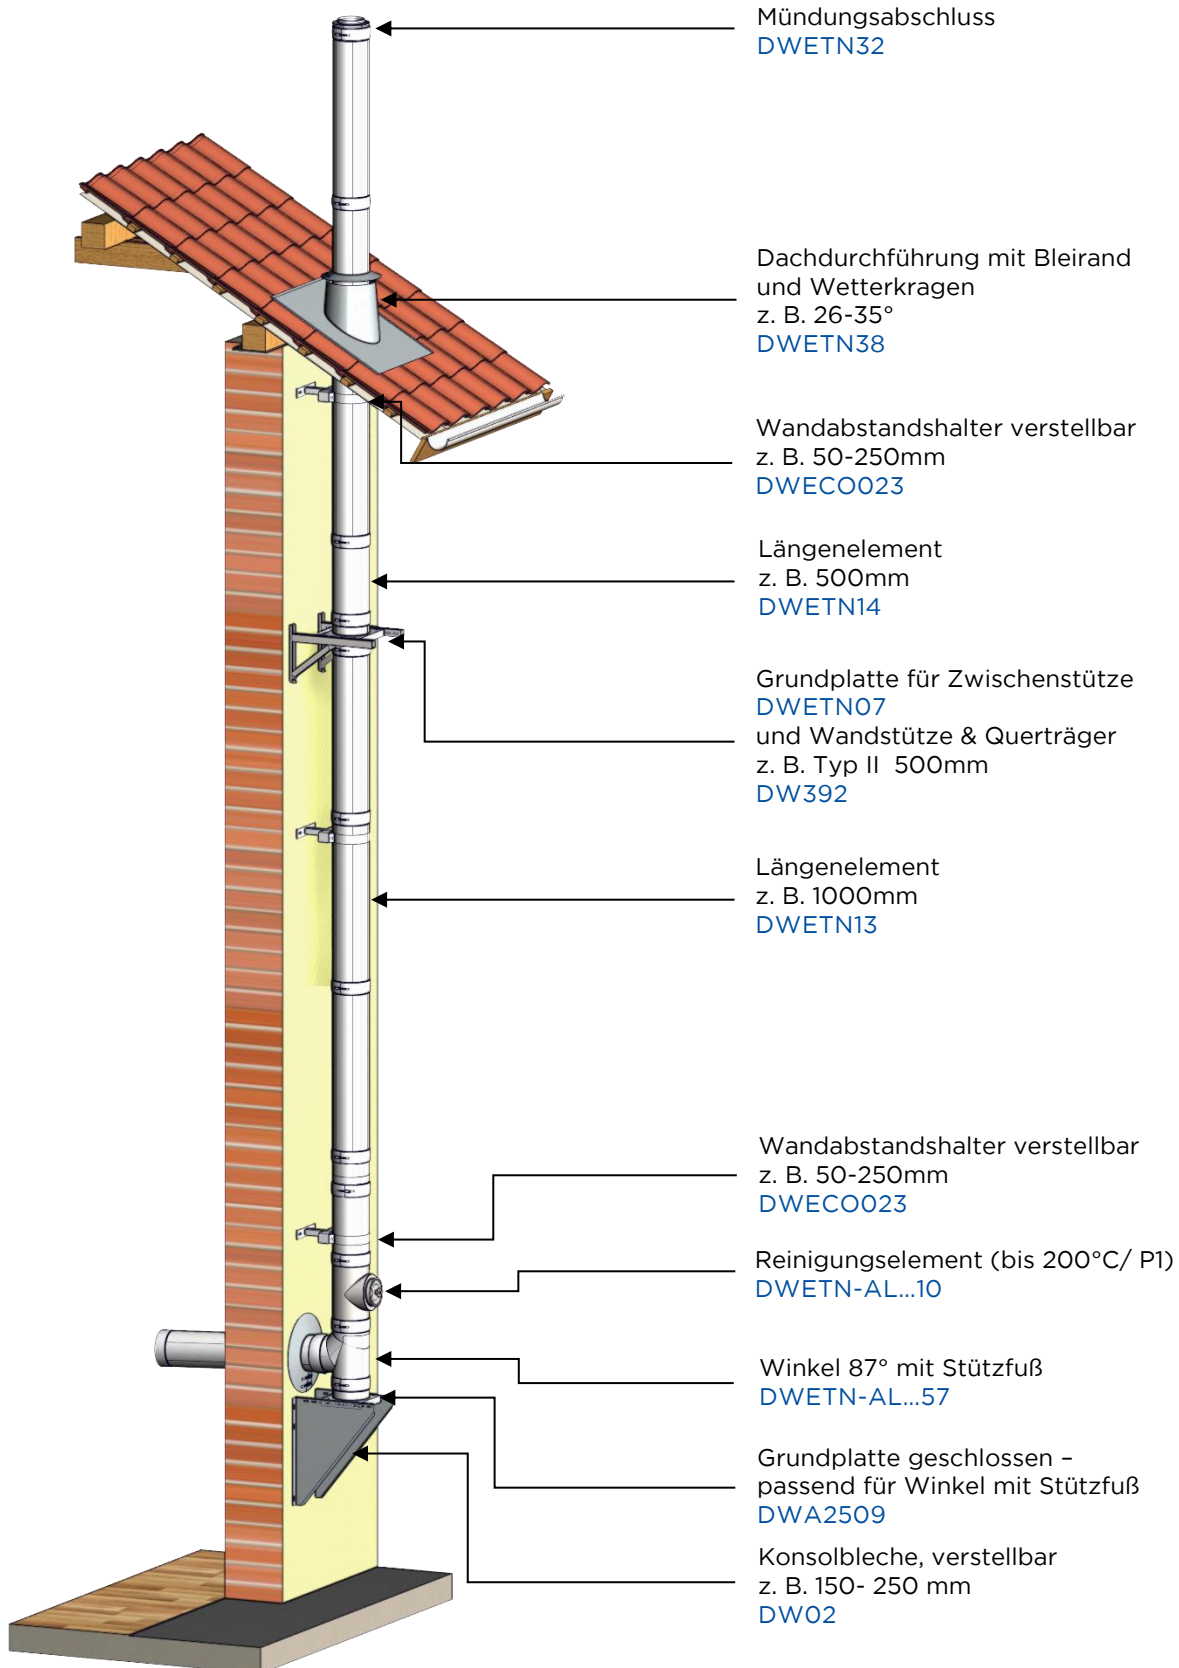 Mündungsabschluss
DWETN32
Dachdurchführung mit Bleirand
und Wetterkragen
z. B. 26-35°
DWETN38
Wandabstandshalter verstellbar
z. B. 50-250mm
DWECO023
Längenelement
z. B. 500mm
DWETN14
Grundplatte für Zwischenstütze
DWETN07
und Wandstütze & Querträger
z. B. Typ II  500mm
DW392
Längenelement
z. B. 1000mm
DWETN13
Wandabstandshalter verstellbar
z. B. 50-250mm
DWECO023
Reinigungselement (bis 200°C/ P1)
DWETN-AL...10
Winkel 87° mit Stützfuß
DWETN-AL...57
Grundplatte geschlossen –
passend für Winkel mit Stützfuß
DWA2509
Konsolbleche, verstellbar
z. B. 150- 250 mm
DW02